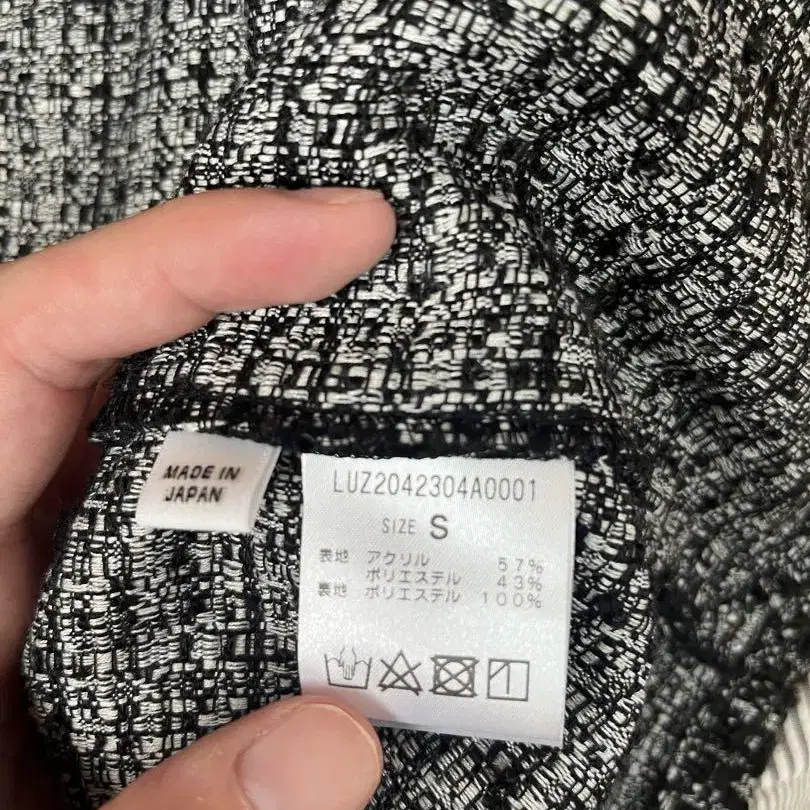 MADE IN
JAPAN
LUZ2042304A0001
SIZE S
表地 アクリル 57%
ポリエステル 43%
裏地 ポリエステル 100%